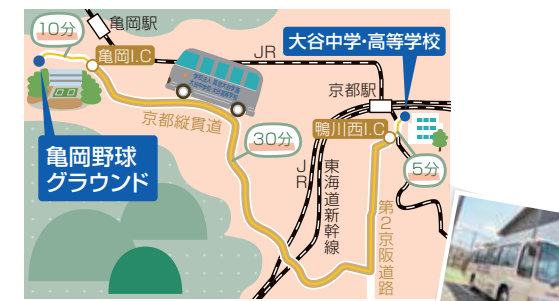 10分
亀岡駅
亀岡I.C
JR
大谷中学・高等学校
京都駅
鴨川西I.C
5分
京都縦貫道
30分
亀岡野球
グラウンド
JR
東海道新幹線
第2京阪道路